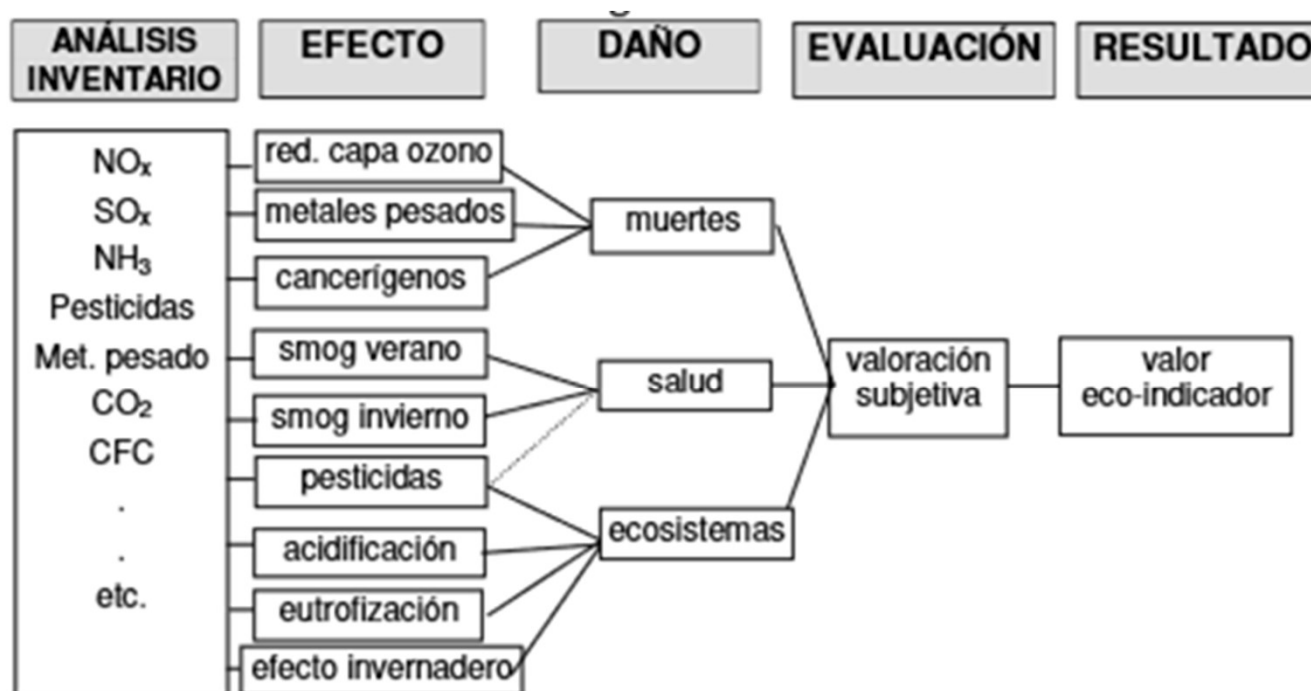 ANÁLISIS
INVENTARIO
EFECTO
DAÑO
EVALUACIÓN
RESULTADO
NOx
SOx
NH₃
Pesticidas
Met. pesado
CO₂
CFC
.
.
etc.
red. capa ozono
metales pesados
cancerígenos
smog verano
smog invierno
pesticidas
acidificación
eutrofización
efecto invernadero
muertes
salud
ecosistemas
valoración
subjetiva
valor
eco-indicador